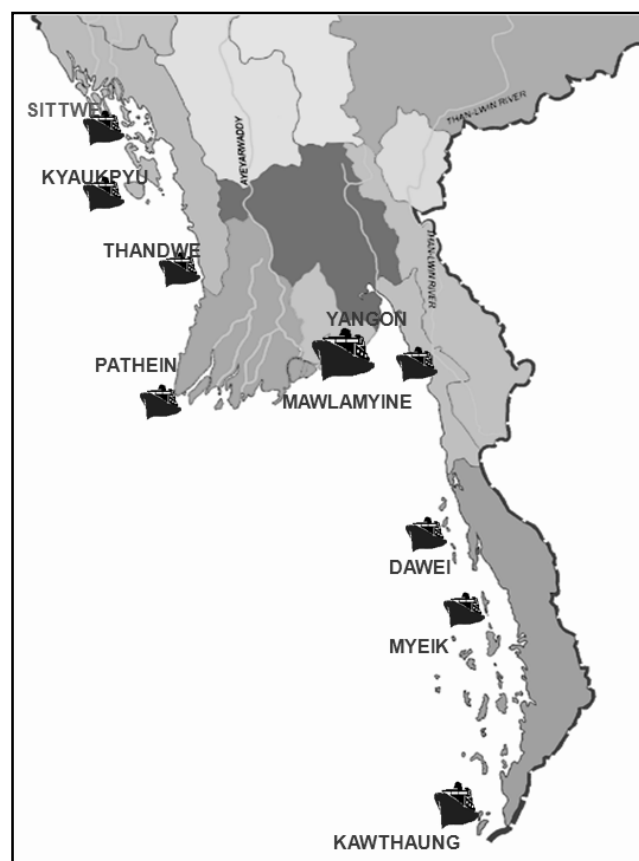 SITTWE
THAN-LWIN RIVER
AYEYARWADDY
KYAUKPYU
THANDWE
THAN-LWIN RIVER
YANGON
PATHEIN
MAWLAMYINE
DAWEI
MYEIK
KAWTHAUNG